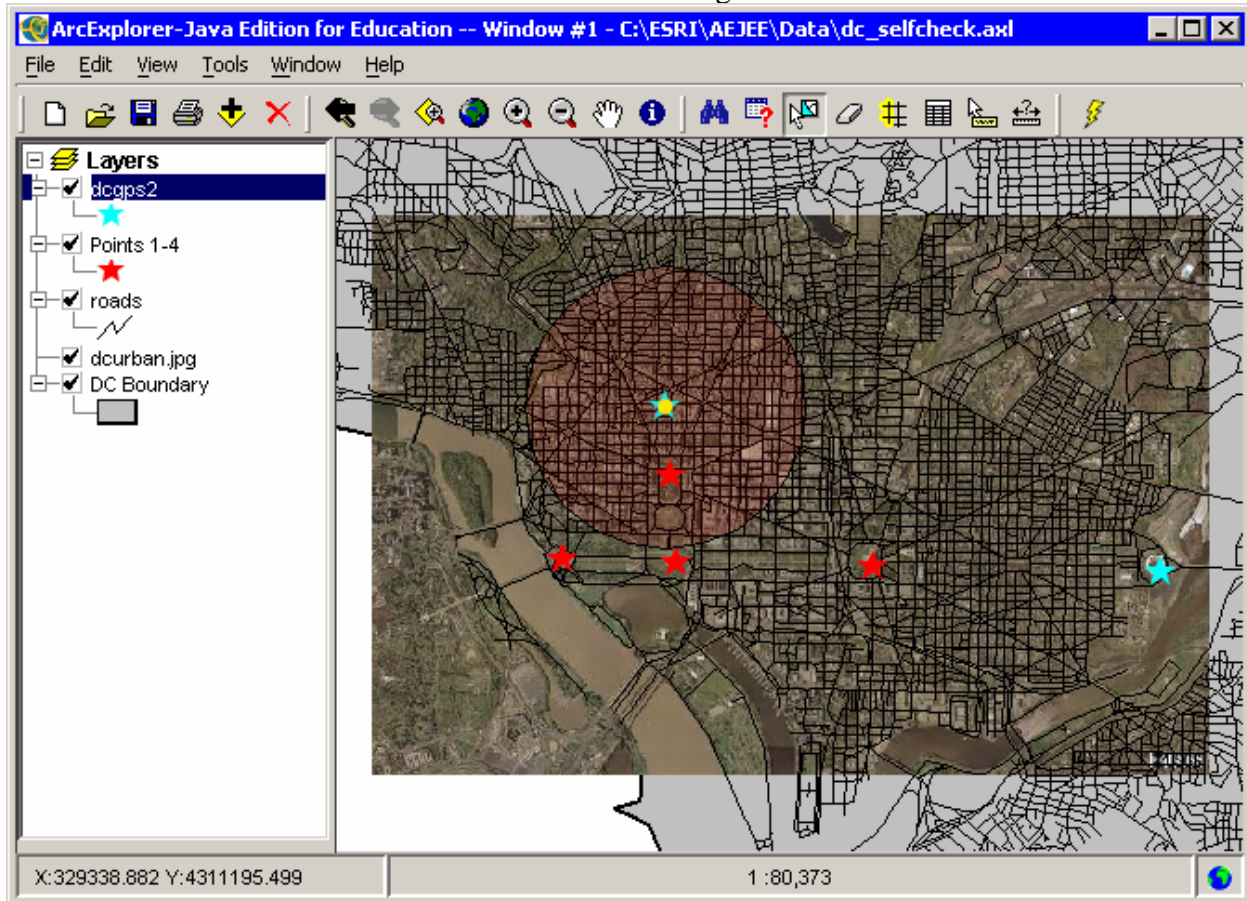 ArcExplorer-Java Edition for Education -- Window #1 - C:\ESRI\AEJEE\Data\dc_selfcheck.axl
File Edit View Tools Window Help
Layers
dcgps2
Points 1-4
roads
dcurban.jpg
DC Boundary
X:329338.882 Y:4311195.499
1 :80,373